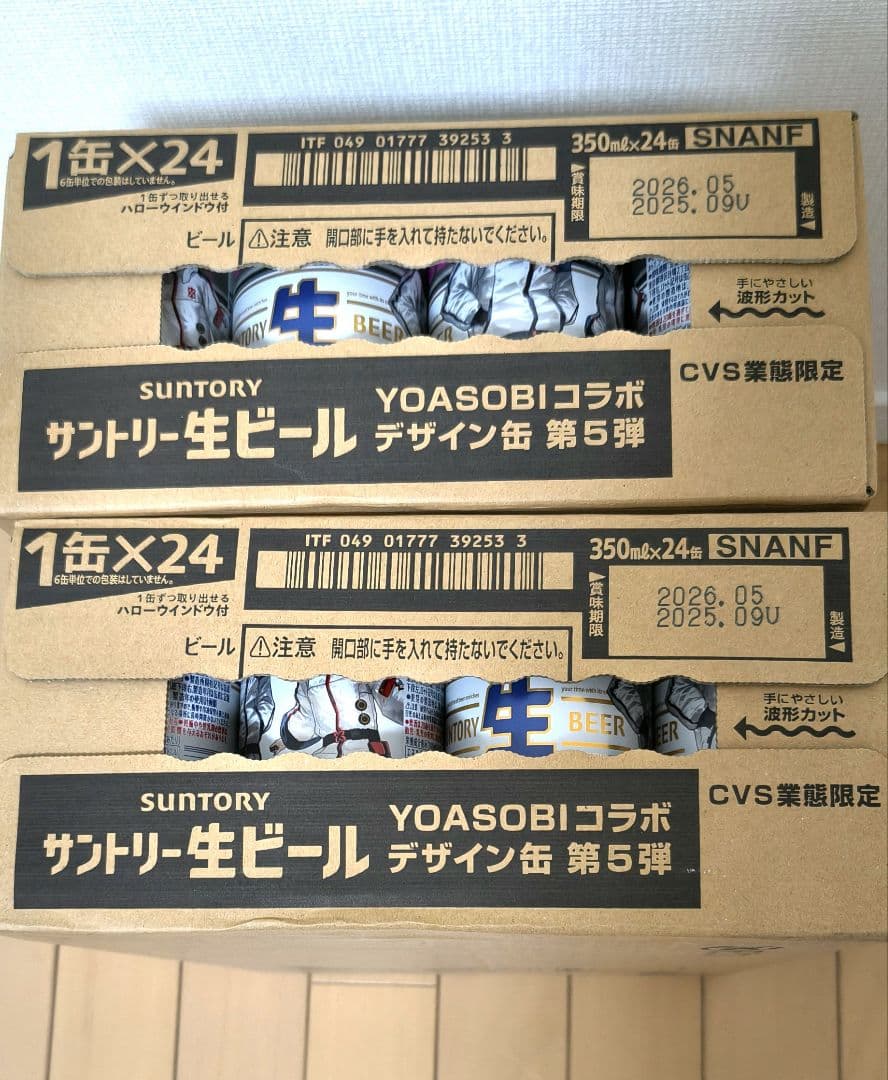 1缶×24
6缶単位での包装はしていません。
1缶ずつ取り出せる
ハローウインドウ付
ITF 049 01777 39253 3
350mℓ×24缶 SNANF
賞味期限
2026.05
2025.09U
製造
ビール
⚠注意 開口部に手を入れて持たないでください。
手にやさしい
波形カット
生
TORY
BEER
CVS業態限定
SUNTORY
サントリー生ビール
YOASOBIコラボ
デザイン缶 第5弾
1缶×24
6缶単位での包装はしていません。
1缶ずつ取り出せる
ハローウインドウ付
ITF 049 01777 39253 3
350mℓ×24缶 SNANF
賞味期限
2026.05
2025.09U
製造
ビール
⚠注意 開口部に手を入れて持たないでください。
手にやさしい
波形カット
NTORY
生
BEER
BEER
CVS業態限定
SUNTORY
サントリー生ビール
YOASOBIコラボ
デザイン缶 第5弾